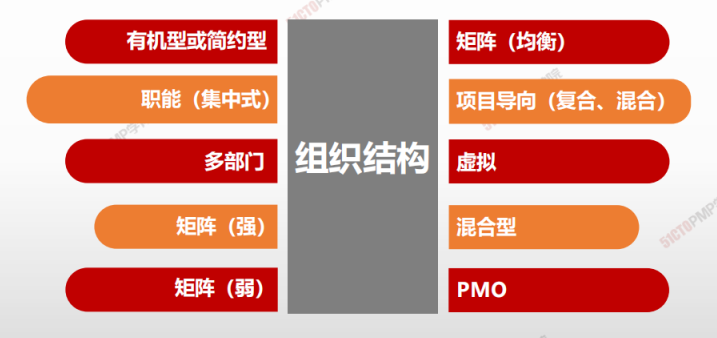 有机型或简约型
职能（集中式）
多部门
矩阵（强）
矩阵（弱）
组织结构
矩阵（均衡）
项目导向（复合、混合）
虚拟
混合型
PMO
51CTOPMP